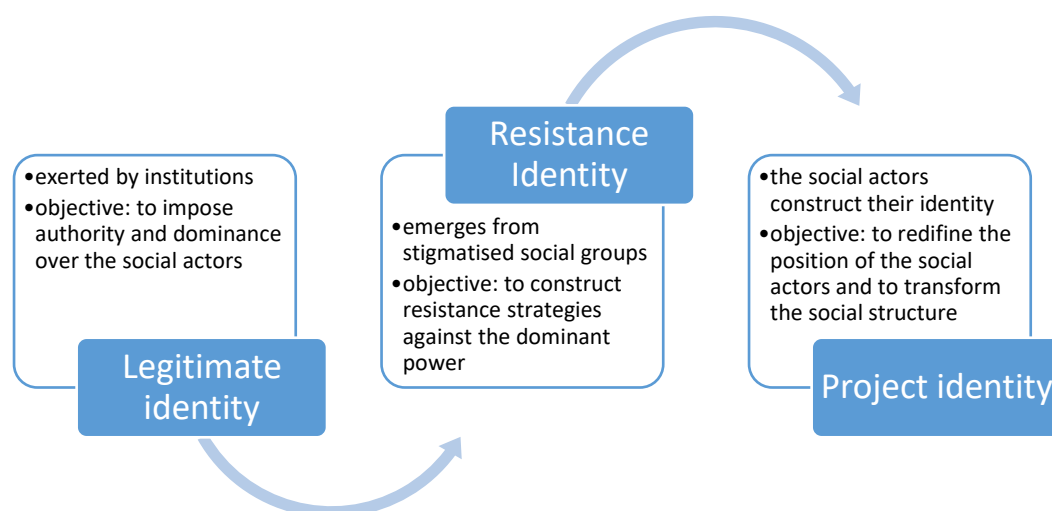 •exerted by institutions
•objective: to impose
authority and dominance
over the social actors
Legitimate
identity
Resistance
Identity
•emerges from
stigmatised social groups
•objective: to construct
resistance strategies
against the dominant
power
•the social actors
construct their identity
•objective: to redifine the
position of the social
actors and to transform
the social structure
Project identity